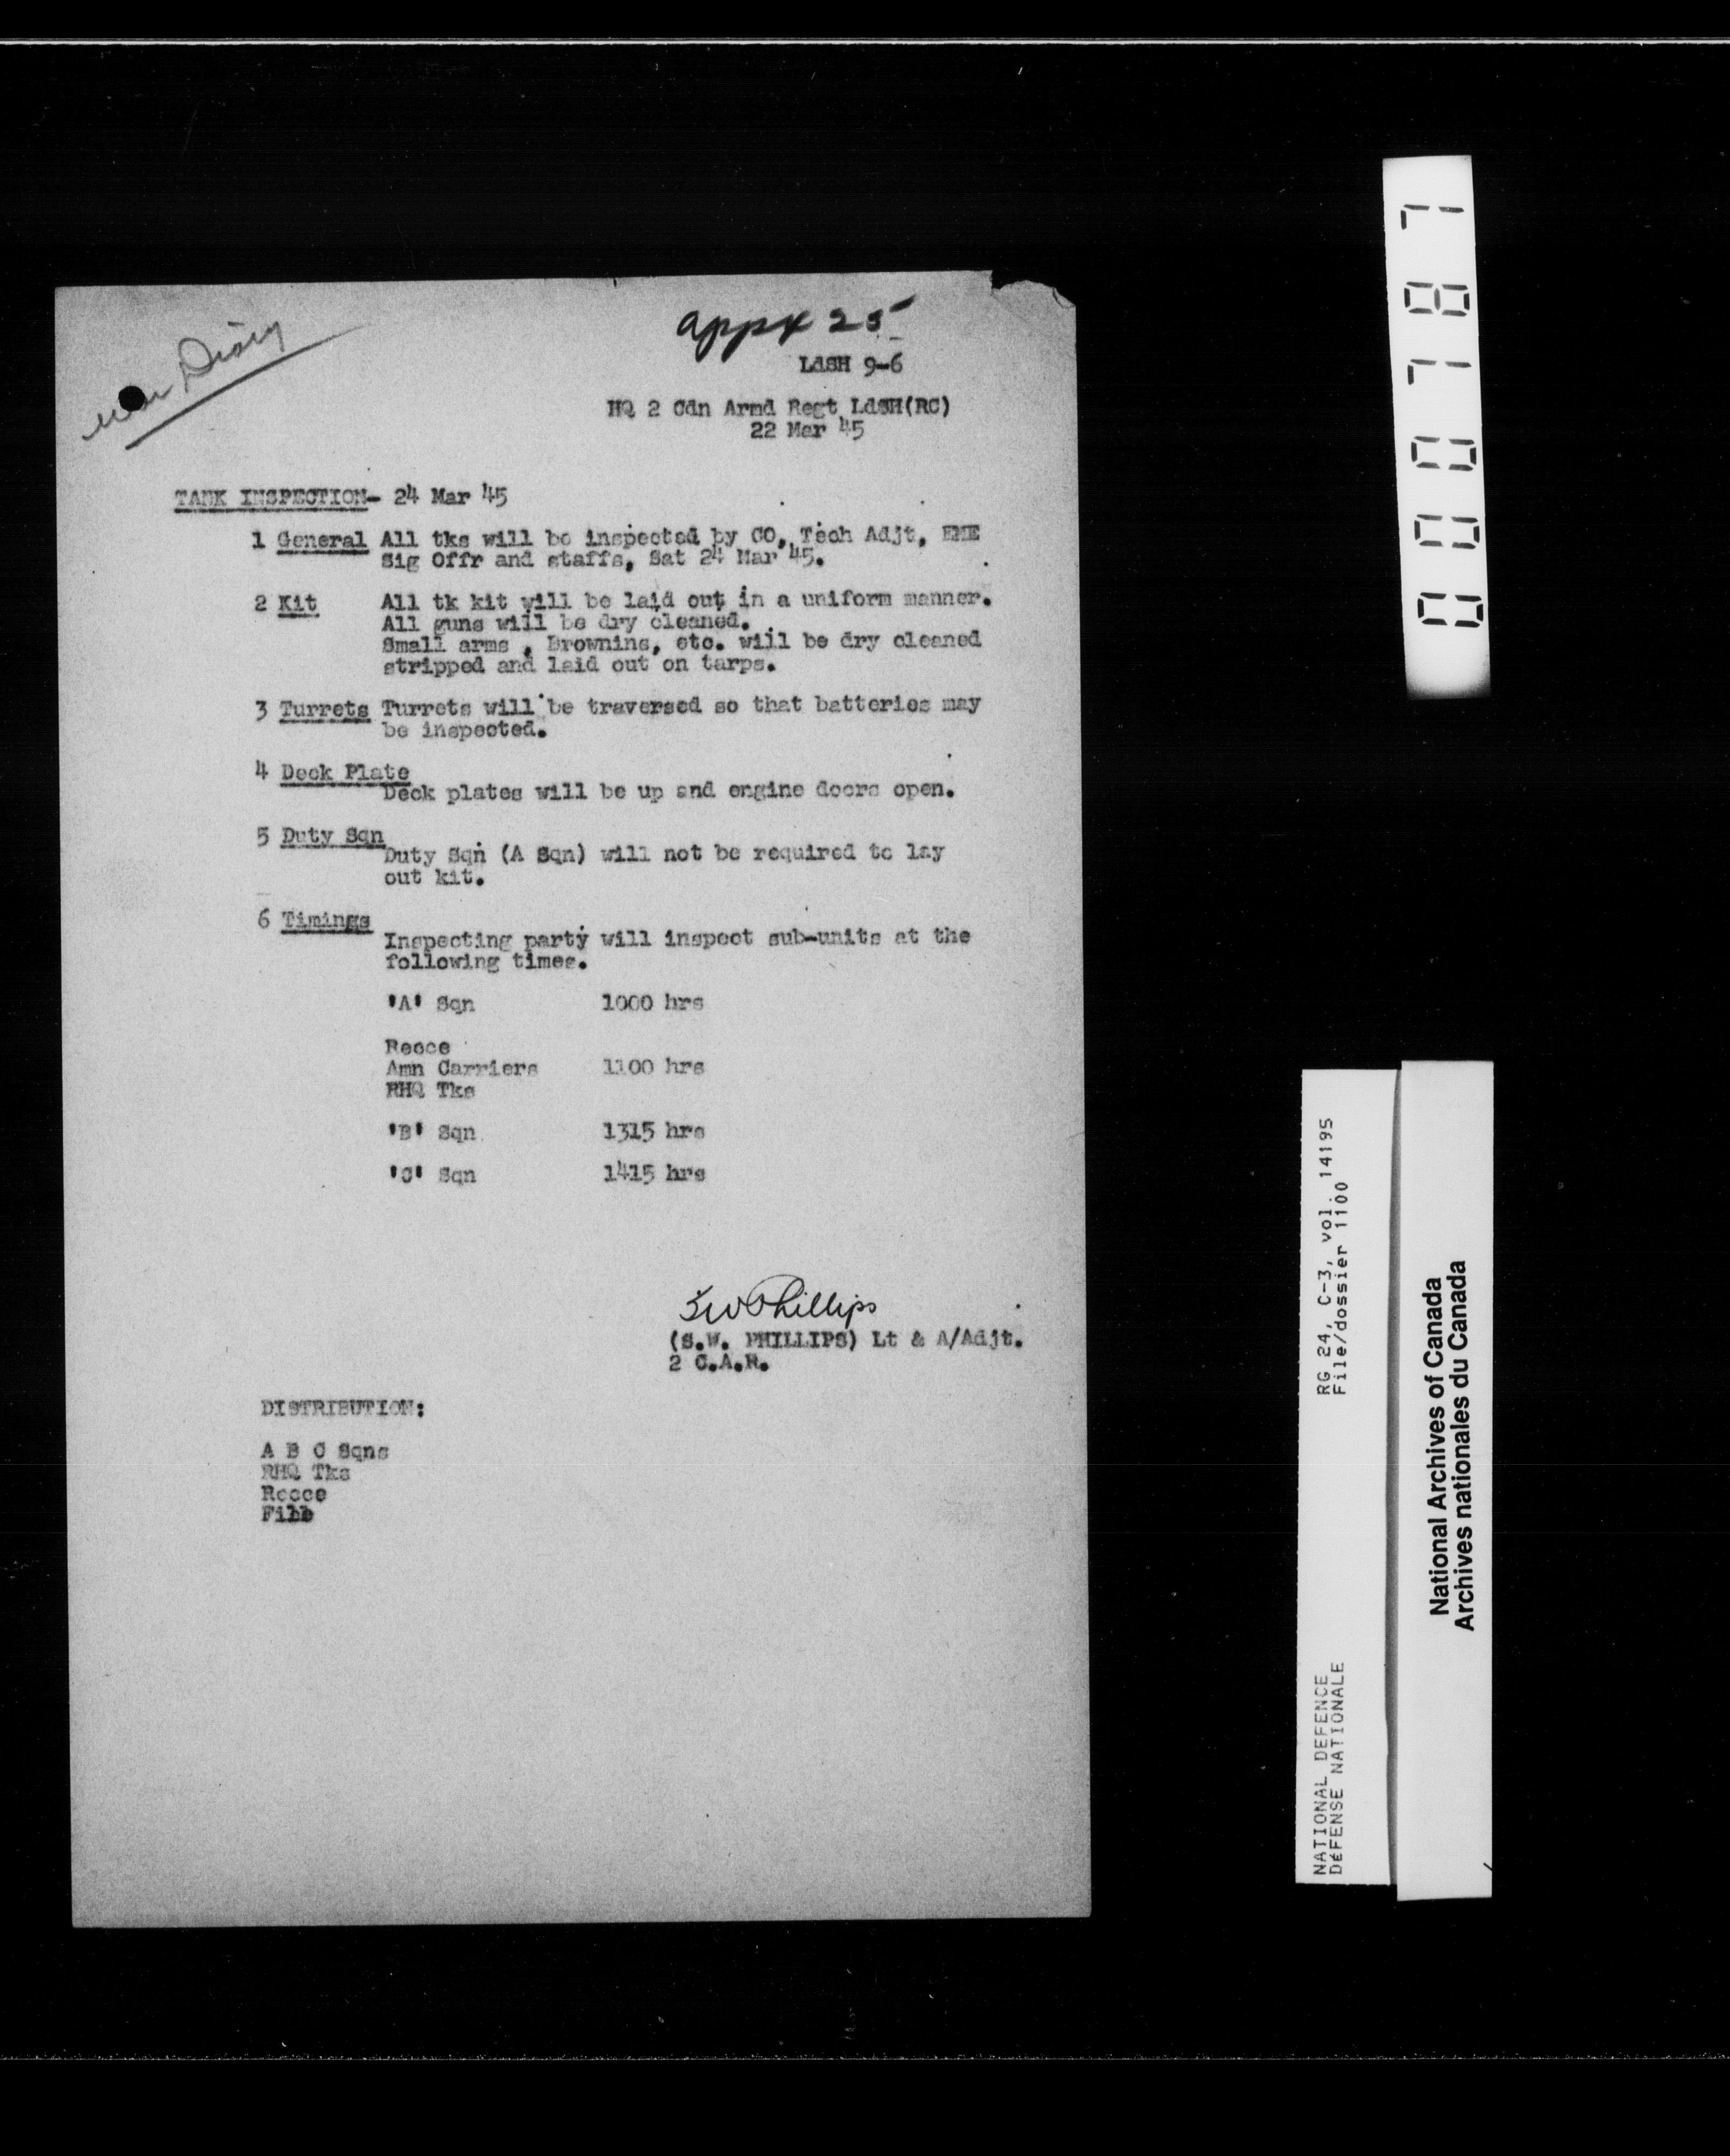 War Diary
appx 25
LdSH 9-6
HQ 2 Cdn Armd Regt LdSH(RC)
22 Mar 45
TANK INSPECTION- 24 Mar 45
1 General All tks will be inspected by CO, Tech Adjt, EME
Sig Offr and staffs, Sat 24 Mar 45.
2 Kit All tk kit will be laid out in a uniform manner.
All guns will be dry cleaned.
Small arms , Brownins, etc. will be dry cleaned
stripped and laid out on tarps.
3 Turrets Turrets will be traversed so that batteries may
be inspected.
4 Deck Plate
Deck plates will be up and engine doors open.
5 Duty Sqn
Duty Sqn (A Sqn) will not be required to lay
out kit.
6 Timings
Inspecting party will inspect sub-units at the
following times.
'A' Sqn 1000 hrs
Recce
Amn Carriers 1100 hrs
RHQ Tks
'B' Sqn 1315 hrs
'C' Sqn 1415 hrs
SW Phillips
(S.W. PHILLIPS) Lt & A/Adjt.
2 C.A.R.
DISTRIBUTION:
A B C Sqns
RHQ Tks
Recce
File
000787
RG 24, C-3, vol. 14195
File/dossier 1100
NATIONAL DEFENCE
DÉFENSE NATIONALE
National Archives of Canada
Archives nationales du Canada